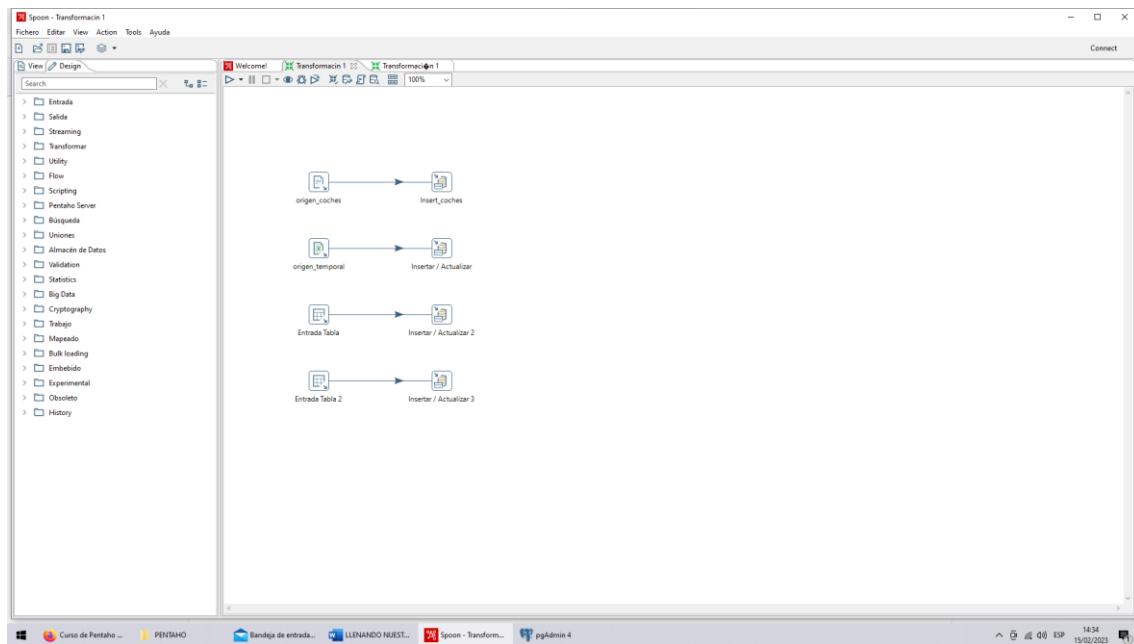 Spoon - Transformacin 1
Fichero Editar View Action Tools Ayuda
Connect
View Design
Welcome! Transformacin 1 Transformaci�n 1
Search
100%
Entrada
Salida
Streaming
Transformar
Utility
Flow
Scripting
Pentaho Server
Búsqueda
Uniones
Almacén de Datos
Validation
Statistics
Big Data
Cryptography
Trabajo
Mapeado
Bulk loading
Embebido
Experimental
Obsoleto
History
origen_coches Insert_coches
origen_temporal Insertar / Actualizar
Entrada Tabla Insertar / Actualizar 2
Entrada Tabla 2 Insertar / Actualizar 3
Curso de Pentaho ... PENTAHO Bandeja de entrada... LLENANDO NUEST... Spoon - Transform... pgAdmin 4 ESP 14:34
15/02/2023